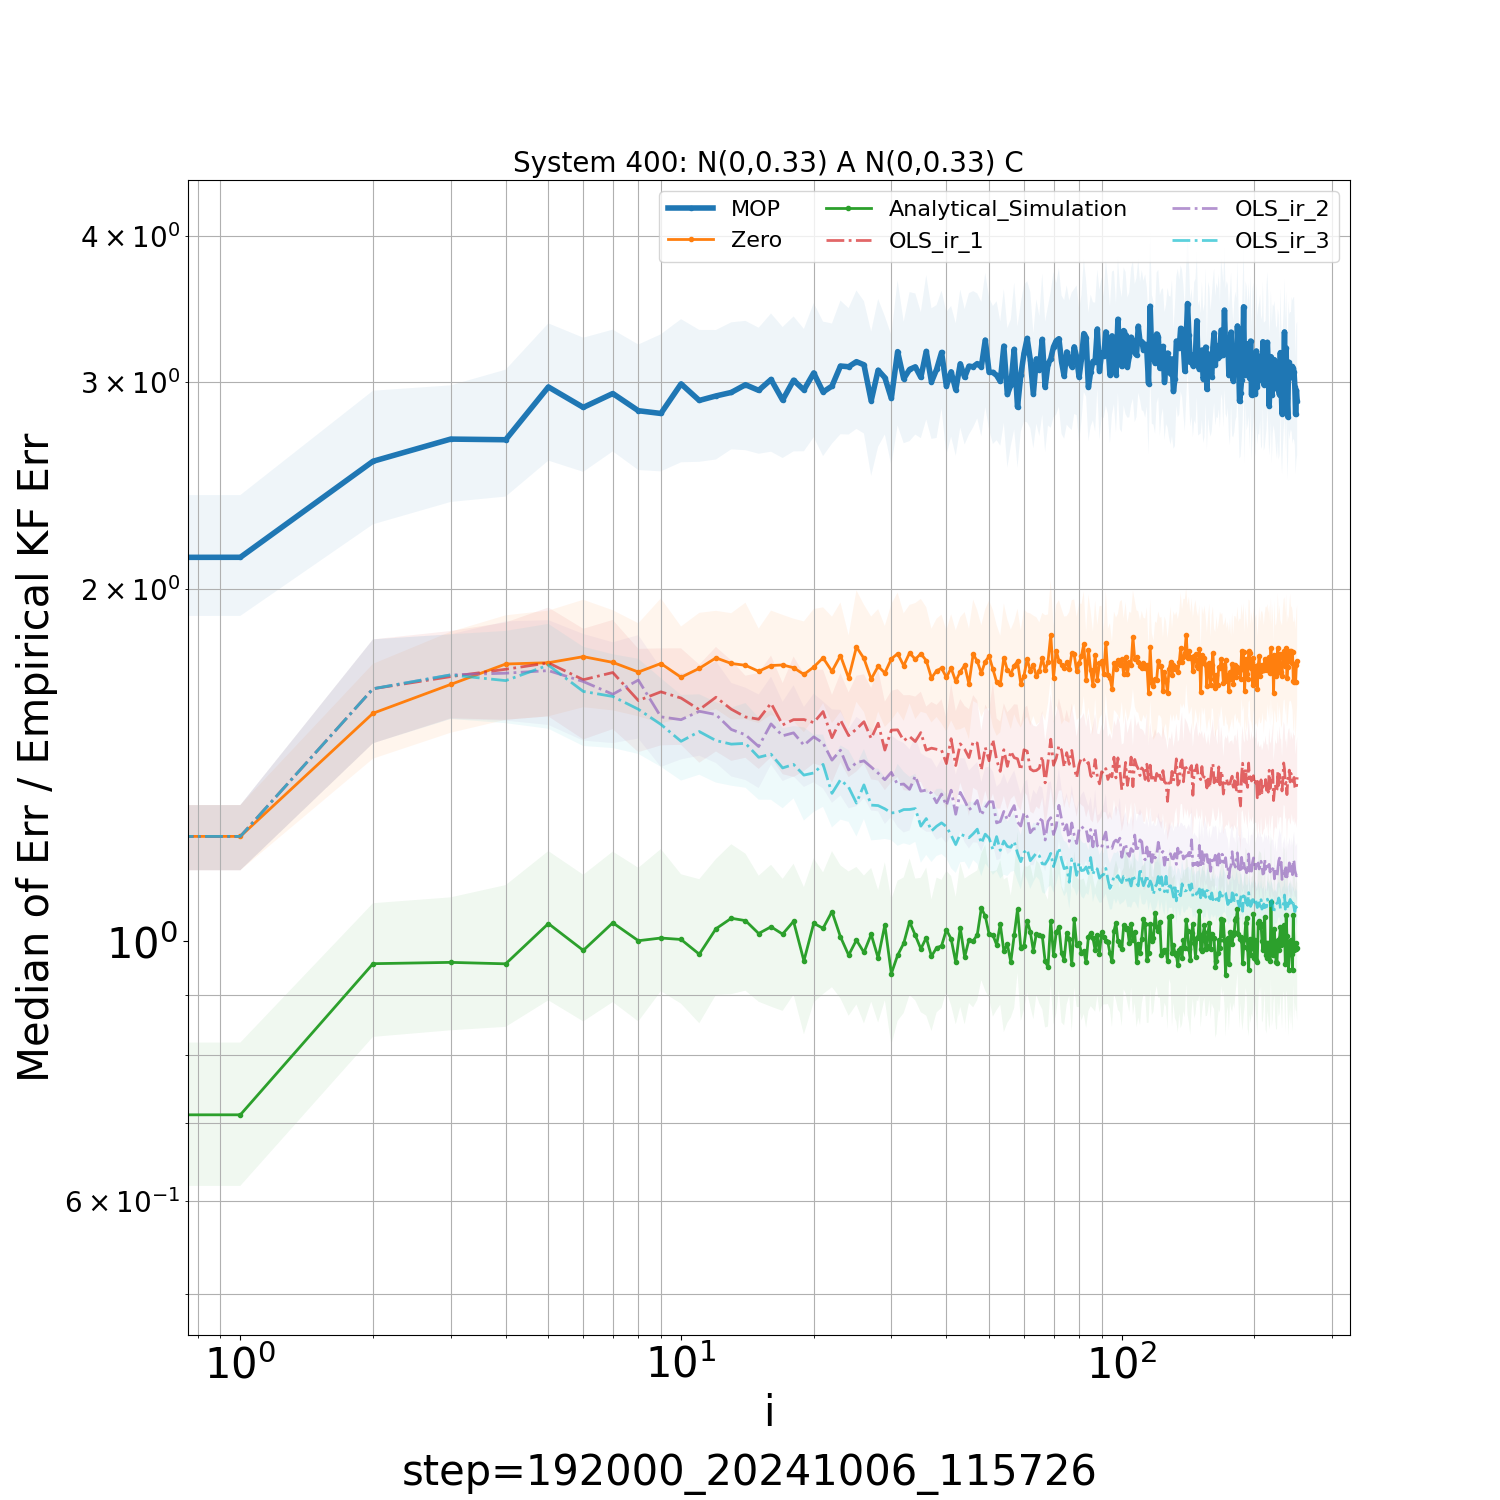 System 400: N(0,0.33) A N(0,0.33) C
MOP
Zero
Analytical_Simulation
OLS_ir_1
OLS_ir_2
OLS_ir_3
Median of Err / Empirical KF Err
4 × 10⁰
3 × 10⁰
2 × 10⁰
10⁰
6 × 10⁻¹
10⁰
10¹
10²
i
step=192000_20241006_115726